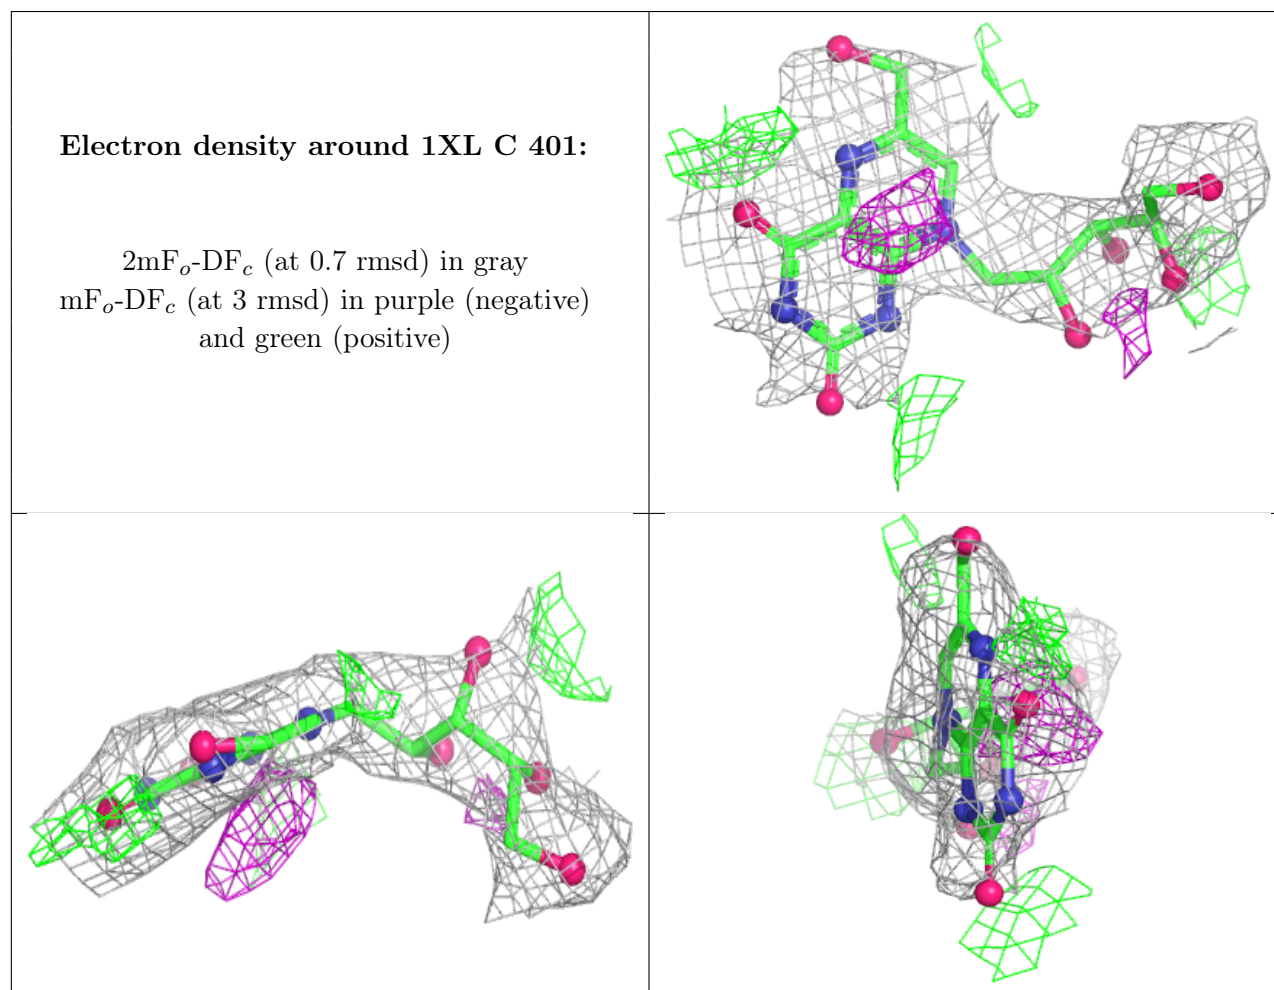 Electron density around 1XL C 401:
2mFo-DFc (at 0.7 rmsd) in gray
mFo-DFc (at 3 rmsd) in purple (negative)
and green (positive)